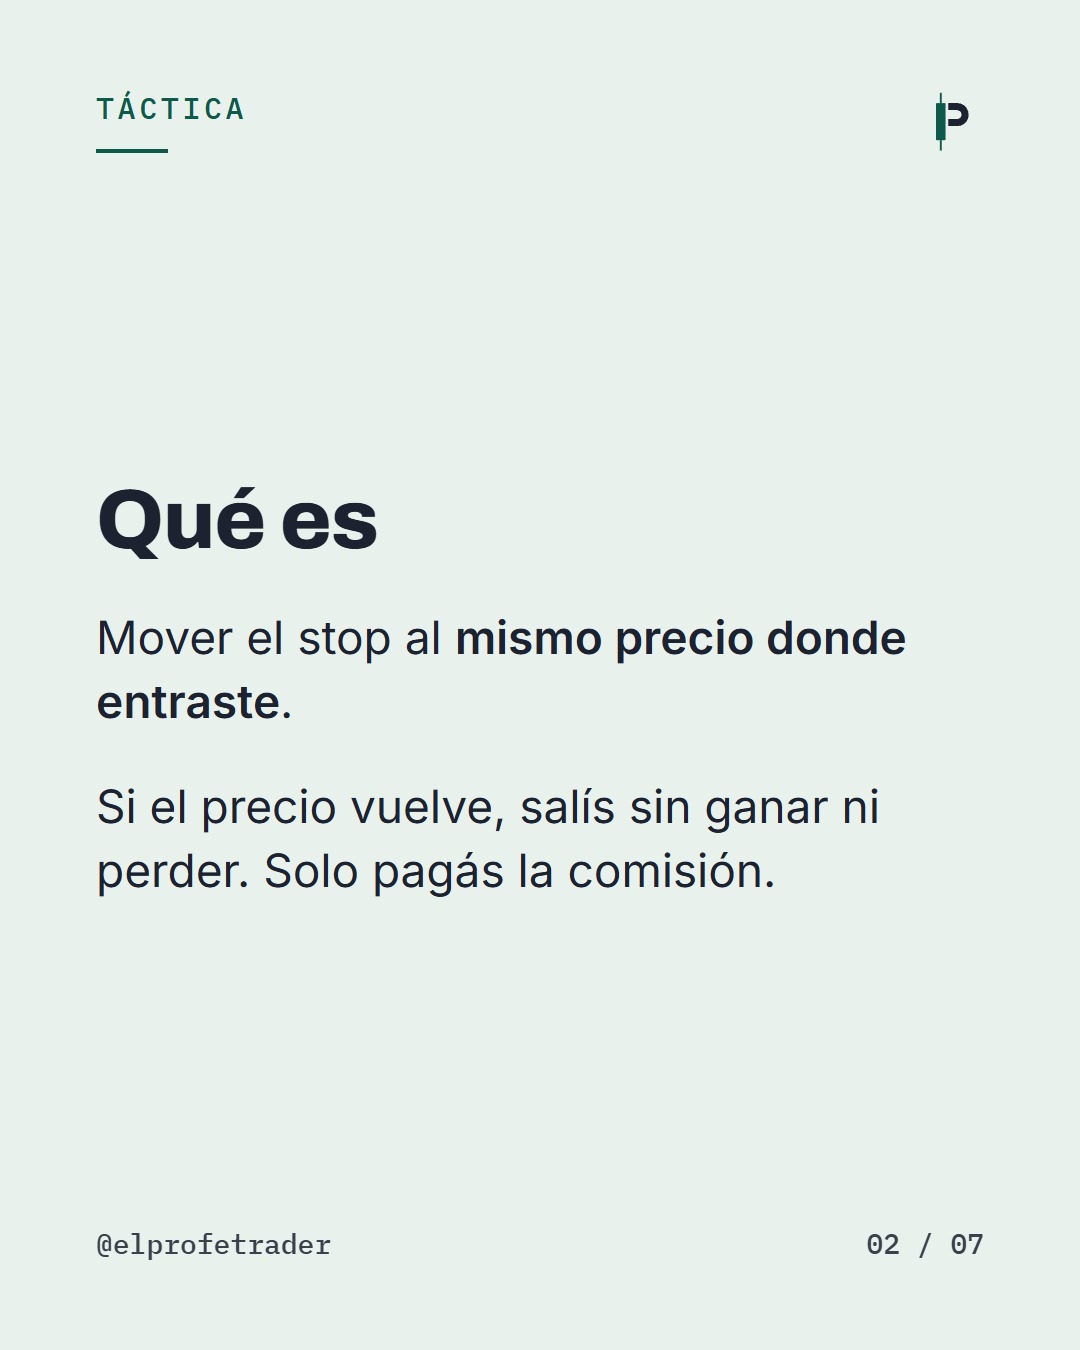 TÁCTICA
Qué es
Mover el stop al mismo precio donde
entraste.
Si el precio vuelve, salís sin ganar ni
perder. Solo pagás la comisión.
@elprofetrader
02 / 07